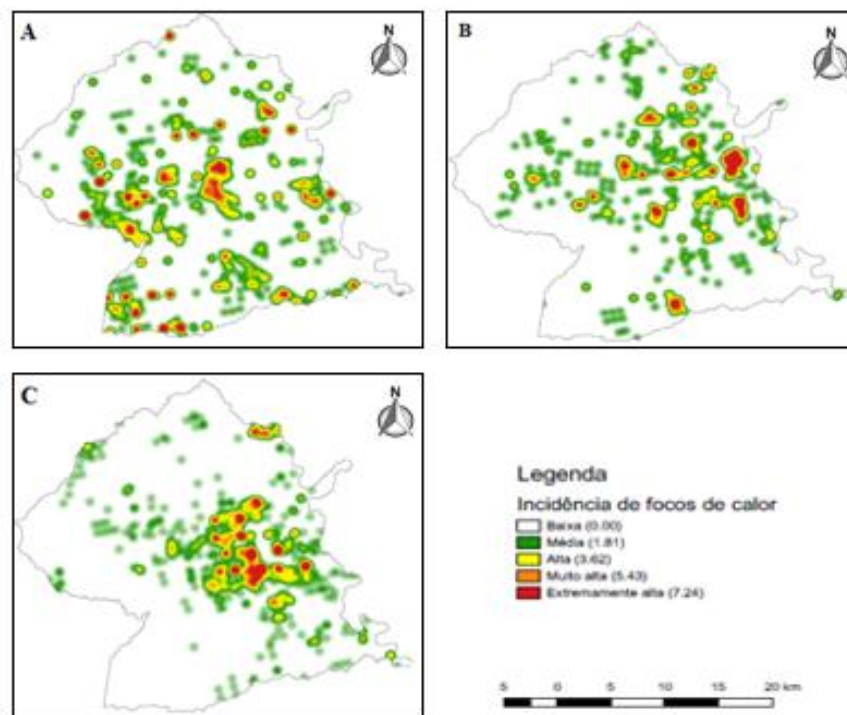 A
N
B
N
C
N
Legenda
Incidência de focos de calor
Baixa (0.00)
Média (1.81)
Alta (3.62)
Muito alta (5.43)
Extremamente alta (7.24)
5 0 5 10 15 20 km